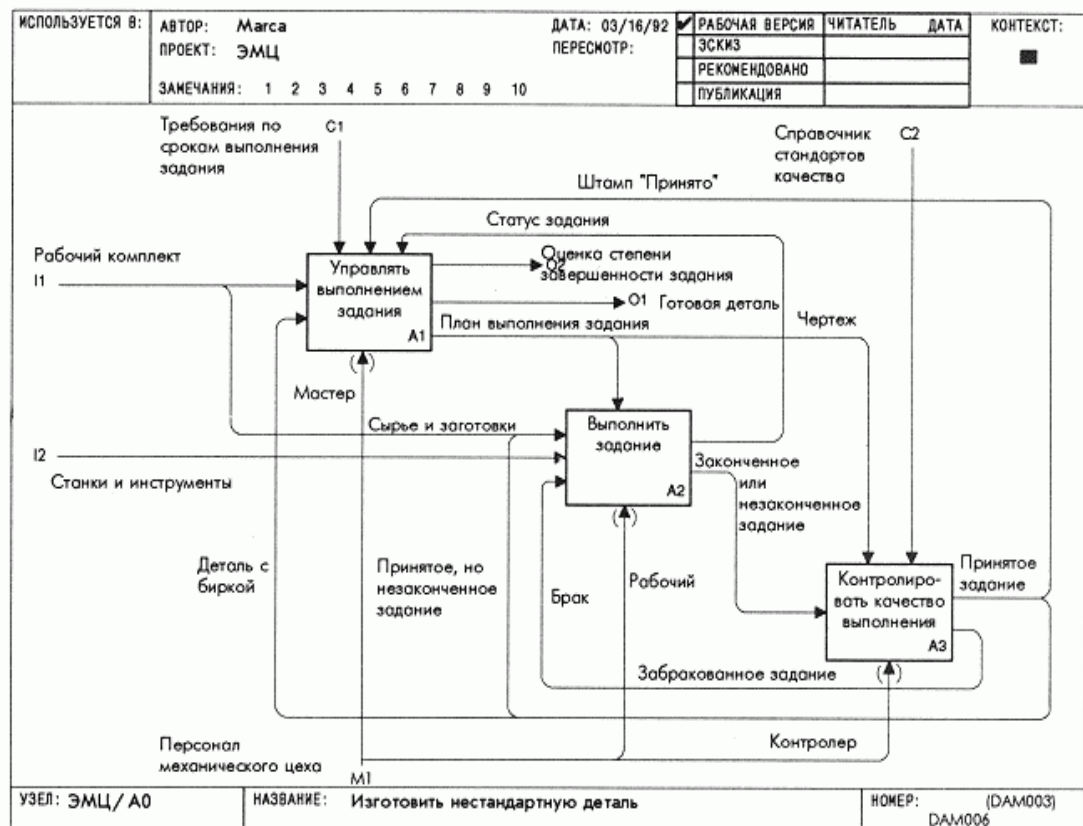 ИСПОЛЬЗУЕТСЯ В:
АВТОР: Marca
ДАТА: 03/16/92
РАБОЧАЯ ВЕРСИЯ
ЧИТАТЕЛЬ ДАТА
КОНТЕКСТ:
ПРОЕКТ: ЭМЦ
ПЕРЕСМОТР:
ЭСКИЗ
РЕКОМЕНДОВАНО
ЗАМЕЧАНИЯ: 1 2 3 4 5 6 7 8 9 10
ПУБЛИКАЦИЯ
Требования по
срокам выполнения
задания
C1
Справочник
стандартов
качества
C2
Штамп "Принято"
Статус задания
Рабочий комплект
I1
Управлять
выполнением
задания
A1
Оценка степени
завершенности задания
O2
O1 Готовая деталь
План выполнения задания
Чертеж
Мастер
Сырье и заготовки
Выполнить
задание
A2
I2
Станки и инструменты
Законченное
или
незаконченное
задание
Деталь с
биркой
Принятое, но
незаконченное
задание
Брак
Рабочий
Контролиро-
вать качество
выполнения
A3
Принятое
задание
Забракованное задание
Персонал
механического цеха
M1
Контролер
УЗЕЛ: ЭМЦ/A0
НАЗВАНИЕ: Изготовить нестандартную деталь
НОМЕР: (DAM003)
DAM006